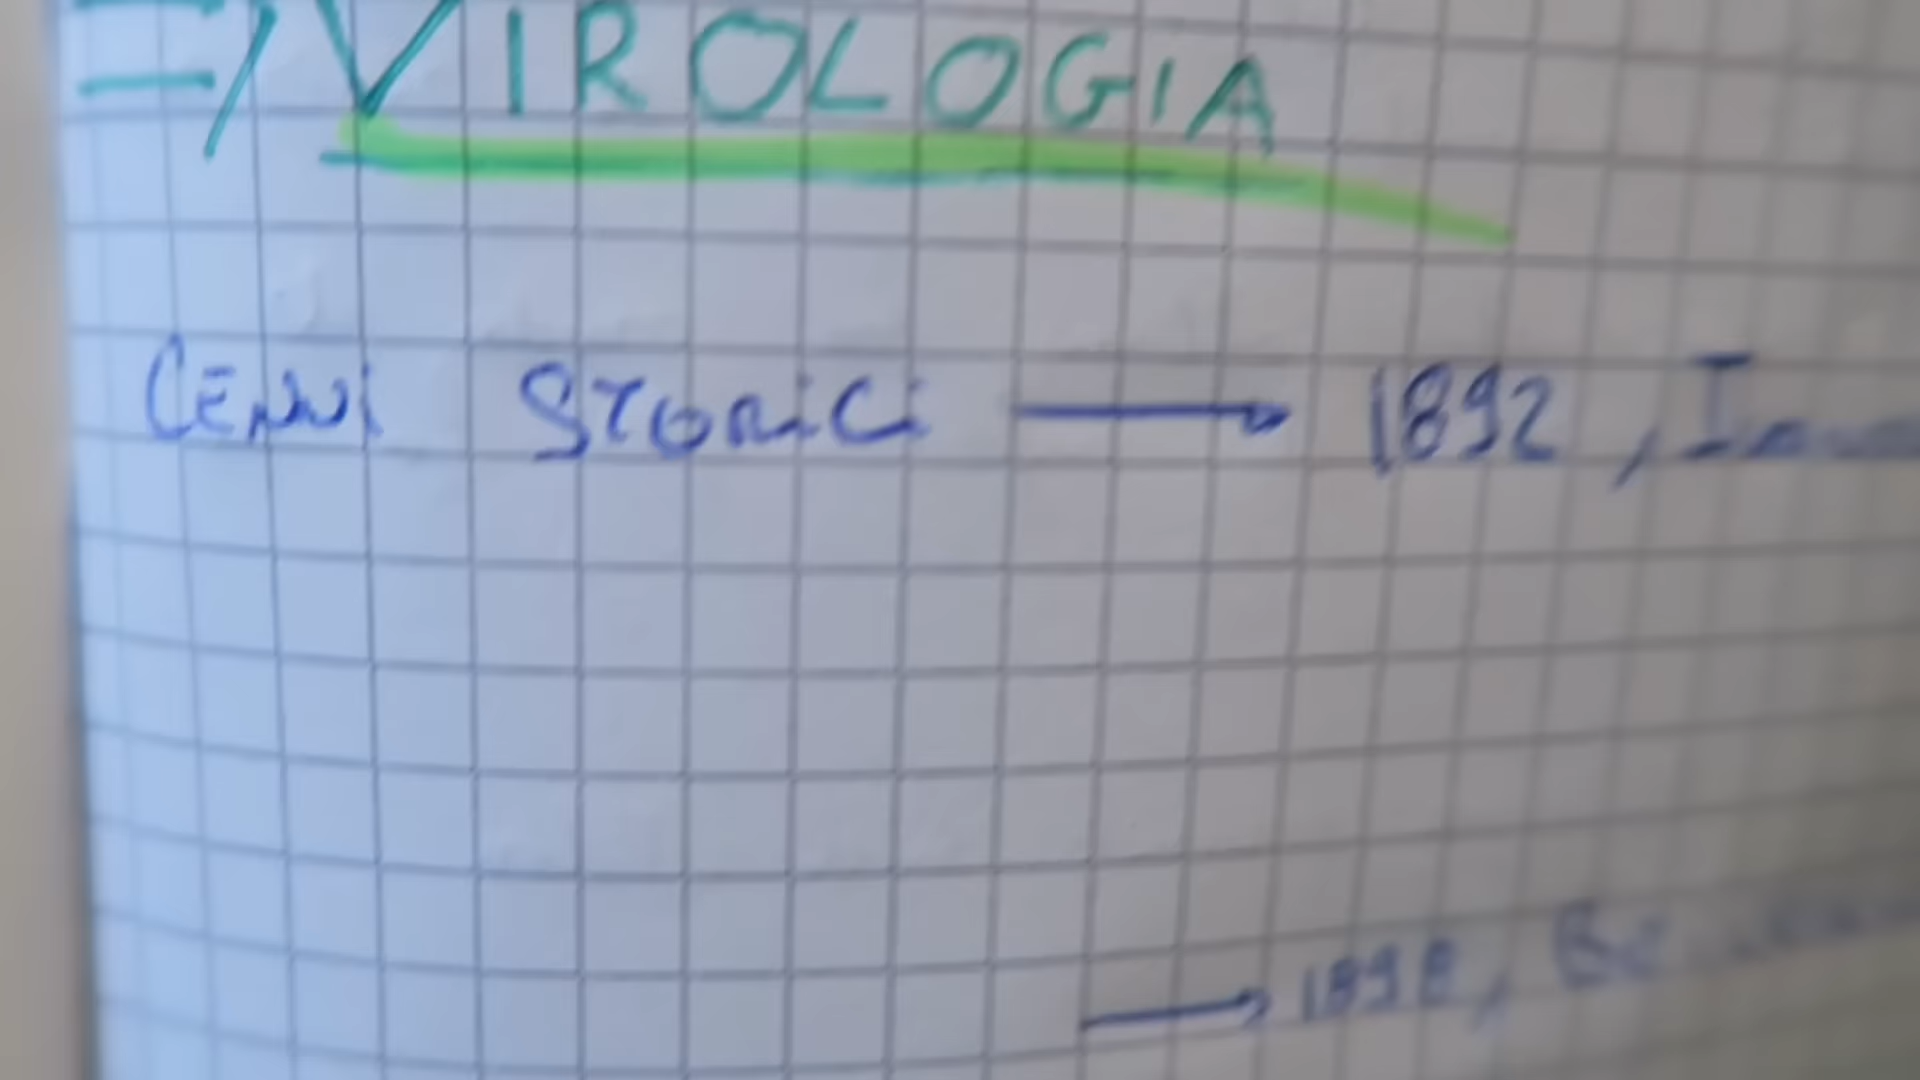 => VIROLOGIA
CENNI STORICI → 1892,
→ 1898,